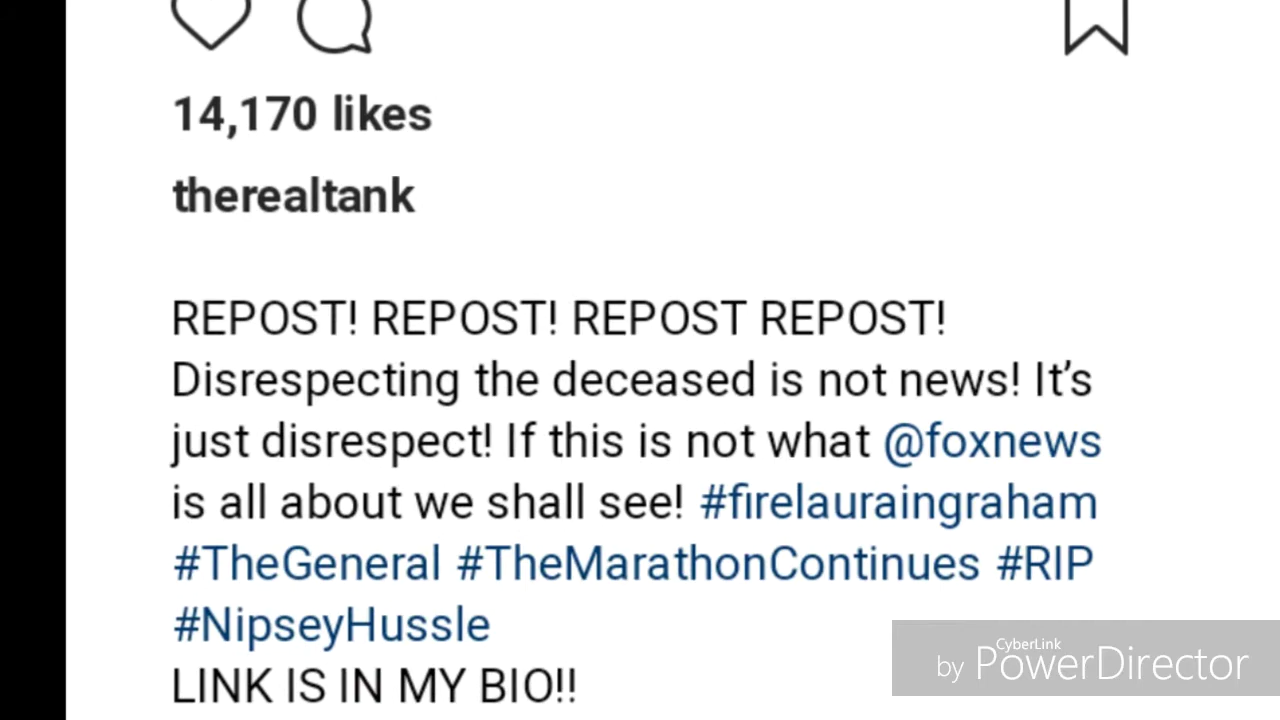 14,170 likes
therealtank
REPOST! REPOST! REPOST REPOST!
Disrespecting the deceased is not news! It’s
just disrespect! If this is not what @foxnews
is all about we shall see! #firelauraingraham
#TheGeneral #TheMarathonContinues #RIP
#NipseyHussle
LINK IS IN MY BIO!!
CyberLink
by PowerDirector